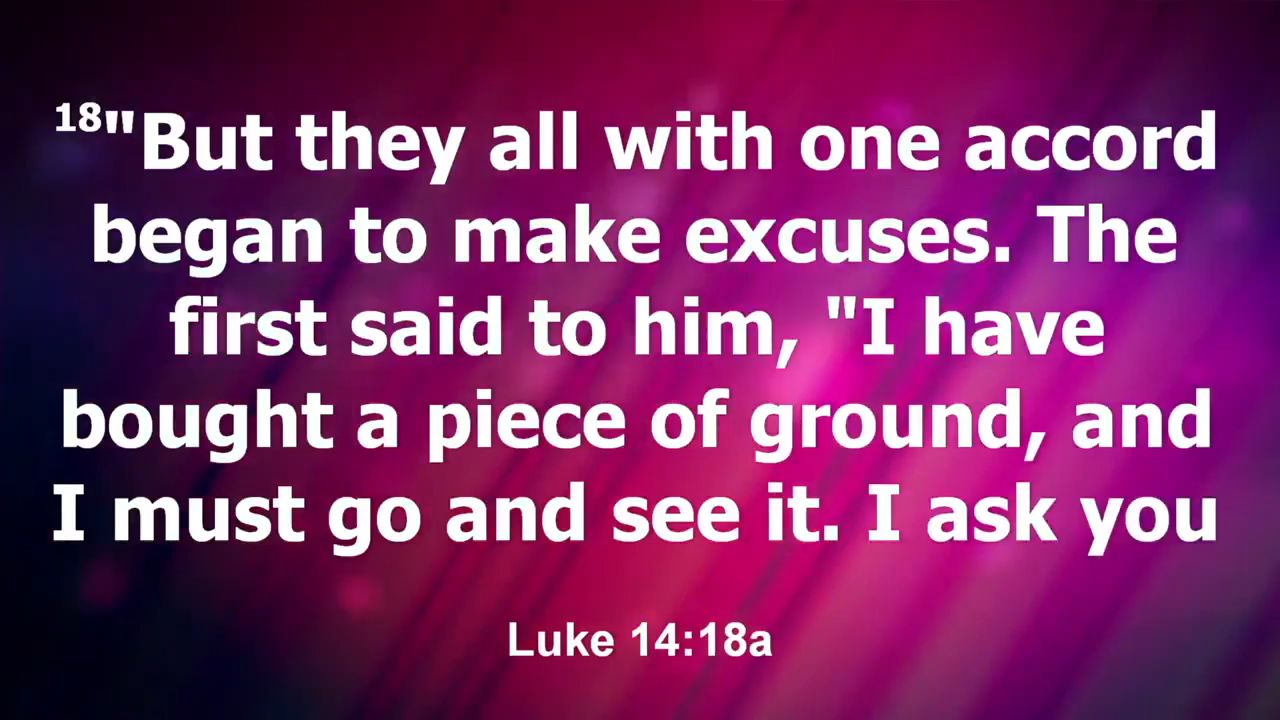 18"But they all with one accord
began to make excuses. The
first said to him, "I have
bought a piece of ground, and
I must go and see it. I ask you
Luke 14:18a